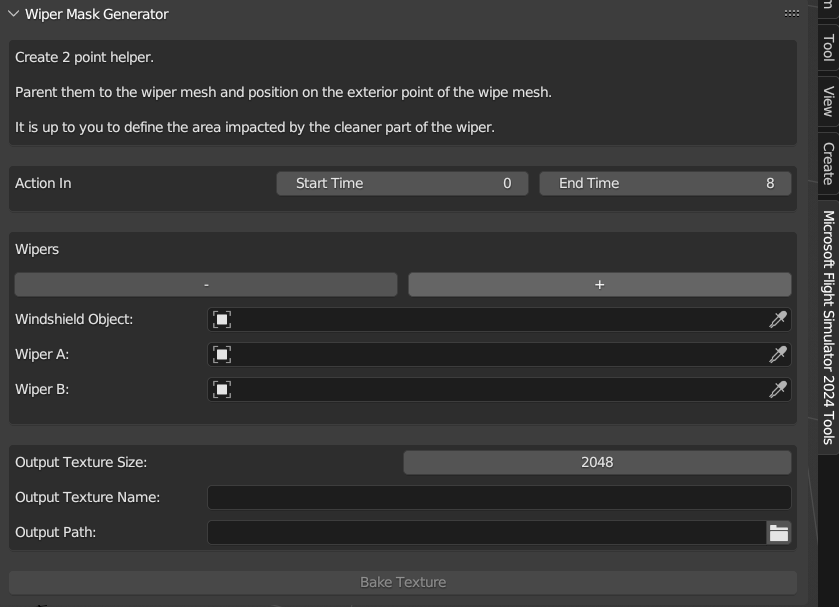 Wiper Mask Generator
Create 2 point helper.
Parent them to the wiper mesh and position on the exterior point of the wipe mesh.
It is up to you to define the area impacted by the cleaner part of the wiper.
Action In Start Time 0 End Time 8
Wipers
- +
Windshield Object:
Wiper A:
Wiper B:
Output Texture Size: 2048
Output Texture Name:
Output Path:
Bake Texture
Tool
View
Create
Microsoft Flight Simulator 2024 Tools